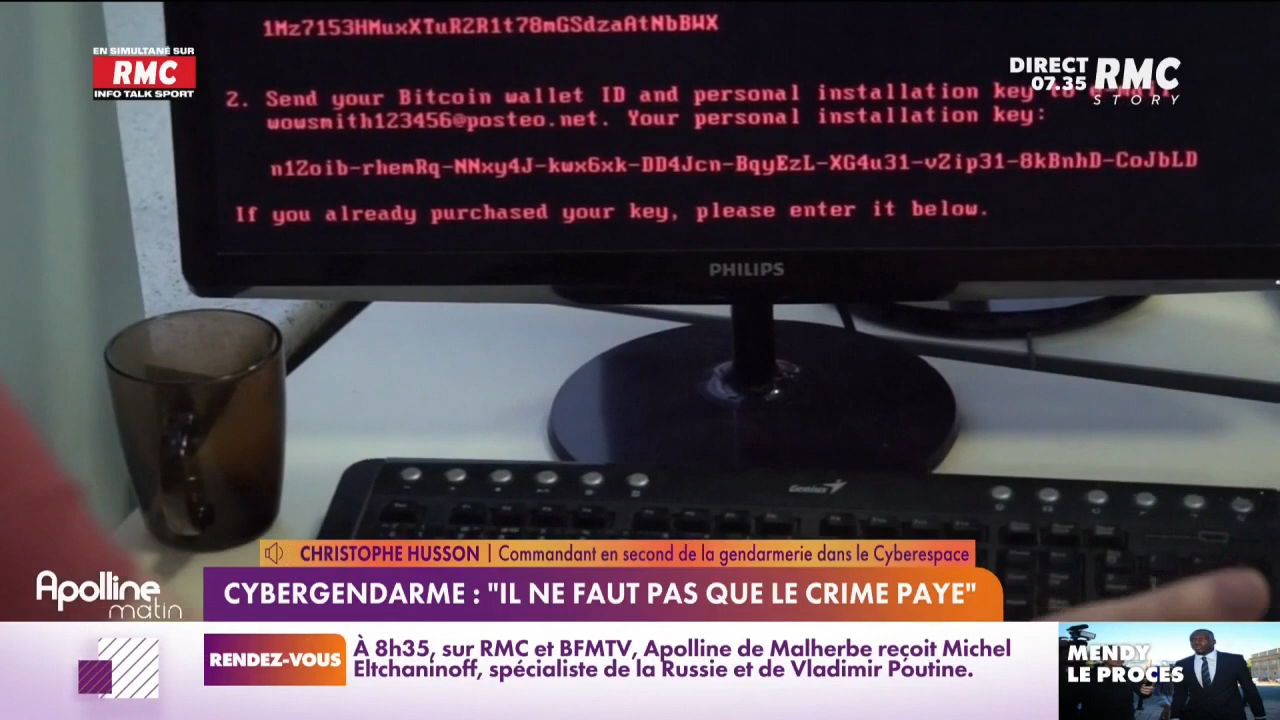 1Mz7153HMuxXTuR2R1t78mGSdzaAtNbBWX
EN SIMULTANÉ SUR
RMC
INFO TALK SPORT
DIRECT
07.35
RMC
STORY
2. Send your Bitcoin wallet ID and personal installation key to e-mail
wowsmith123456@posteo.net. Your personal installation key:
n1Zoib-rhemRq-NNxy4J-kwx6xk-DD4Jcn-BqyEzL-XG4u31-vZip31-8kBnhD-CoJbLD
If you already purchased your key, please enter it below.
PHILIPS
Genius
CHRISTOPHE HUSSON | Commandant en second de la gendarmerie dans le Cyberespace
Apolline
matin
CYBERGENDARME : "IL NE FAUT PAS QUE LE CRIME PAYE"
RENDEZ-VOUS
À 8h35, sur RMC et BFMTV, Apolline de Malherbe reçoit Michel
Eltchaninoff, spécialiste de la Russie et de Vladimir Poutine.
MENDY
LE PROCÈS